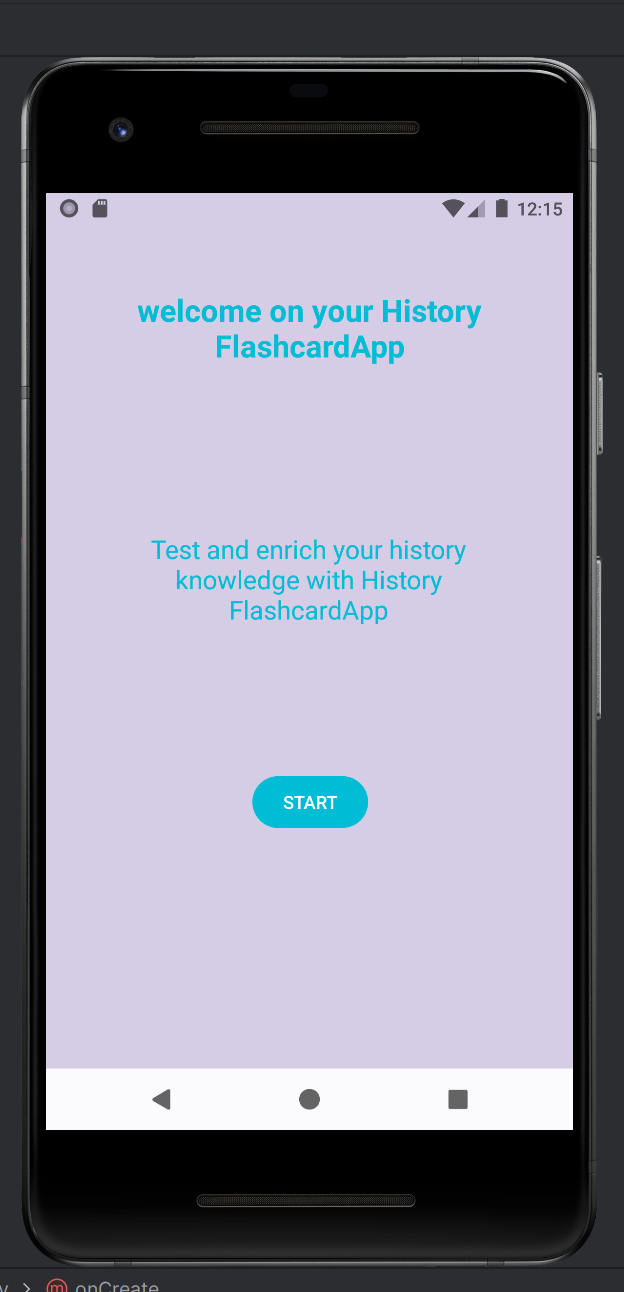 12:15
welcome on your History
FlashcardApp
Test and enrich your history
knowledge with History
FlashcardApp
START
onCreate